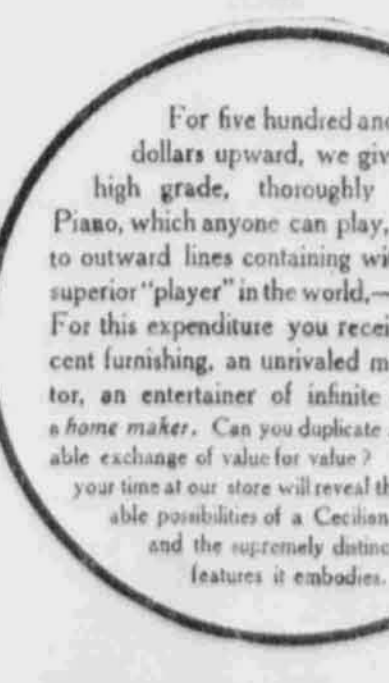 For five hundred and
dollars upward, we giv
high grade, thoroughly
Piano, which anyone can play,
to outward lines containing wi
superior "player" in the world,—
For this expenditure you recei
cent furnishing, an unrivaled m
tor, an entertainer of infinite
a home maker. Can you duplicate
able exchange of value for value?
your time at our store will reveal th
able possibilities of a Cecilian
and the supremely distinc
features it embodies.